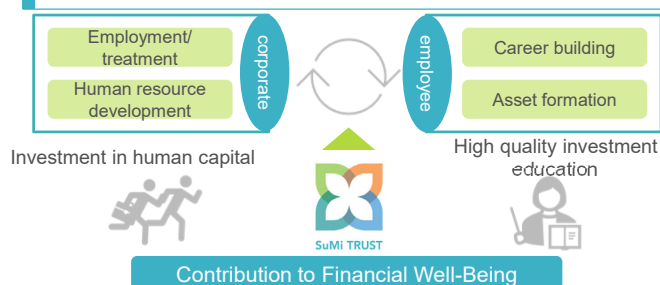 Employment/
treatment
Human resource
development
corporate
employee
Career building
Asset formation
Investment in human capital
High quality investment
education
SuMi TRUST
Contribution to Financial Well-Being